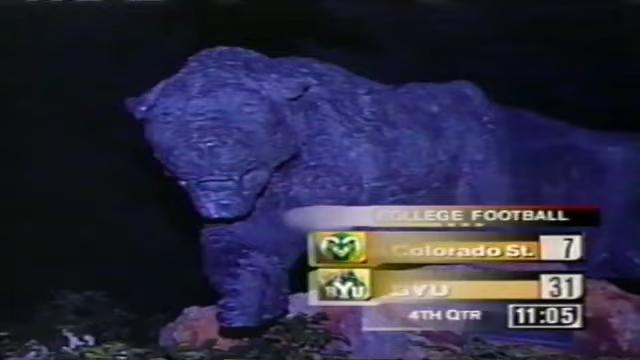 COLLEGE FOOTBALL
Colorado St. 7
BYU BYU 31
4TH QTR 11:05